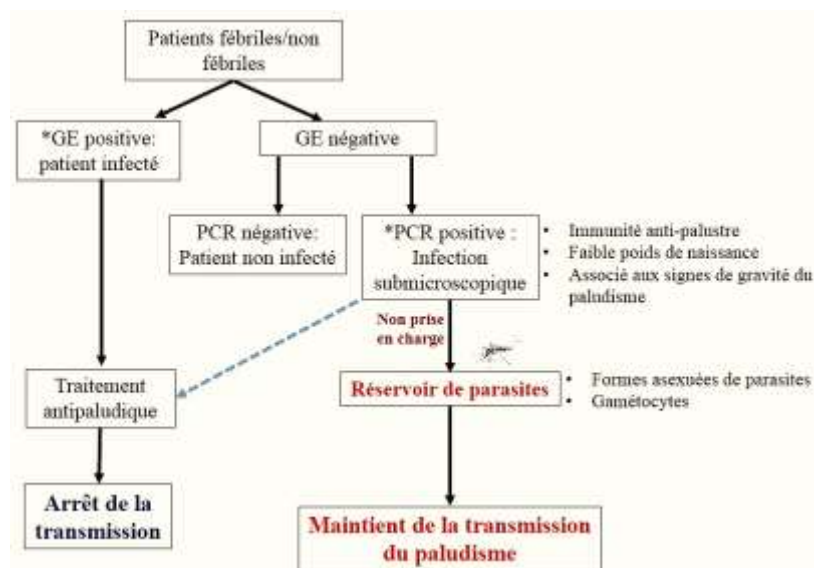 Patients fébriles/non
fébriles
*GE positive:
patient infecté
GE négative
PCR négative:
Patient non infecté
*PCR positive :
Infection
submicroscopique
• Immunité anti-palustre
• Faible poids de naissance
• Associé aux signes de gravité du
paludisme
Non prise
en charge
Traitement
antipaludique
Réservoir de parasites
• Formes asexuées de parasites
• Gamétocytes
Arrêt de la
transmission
Maintient de la transmission
du paludisme